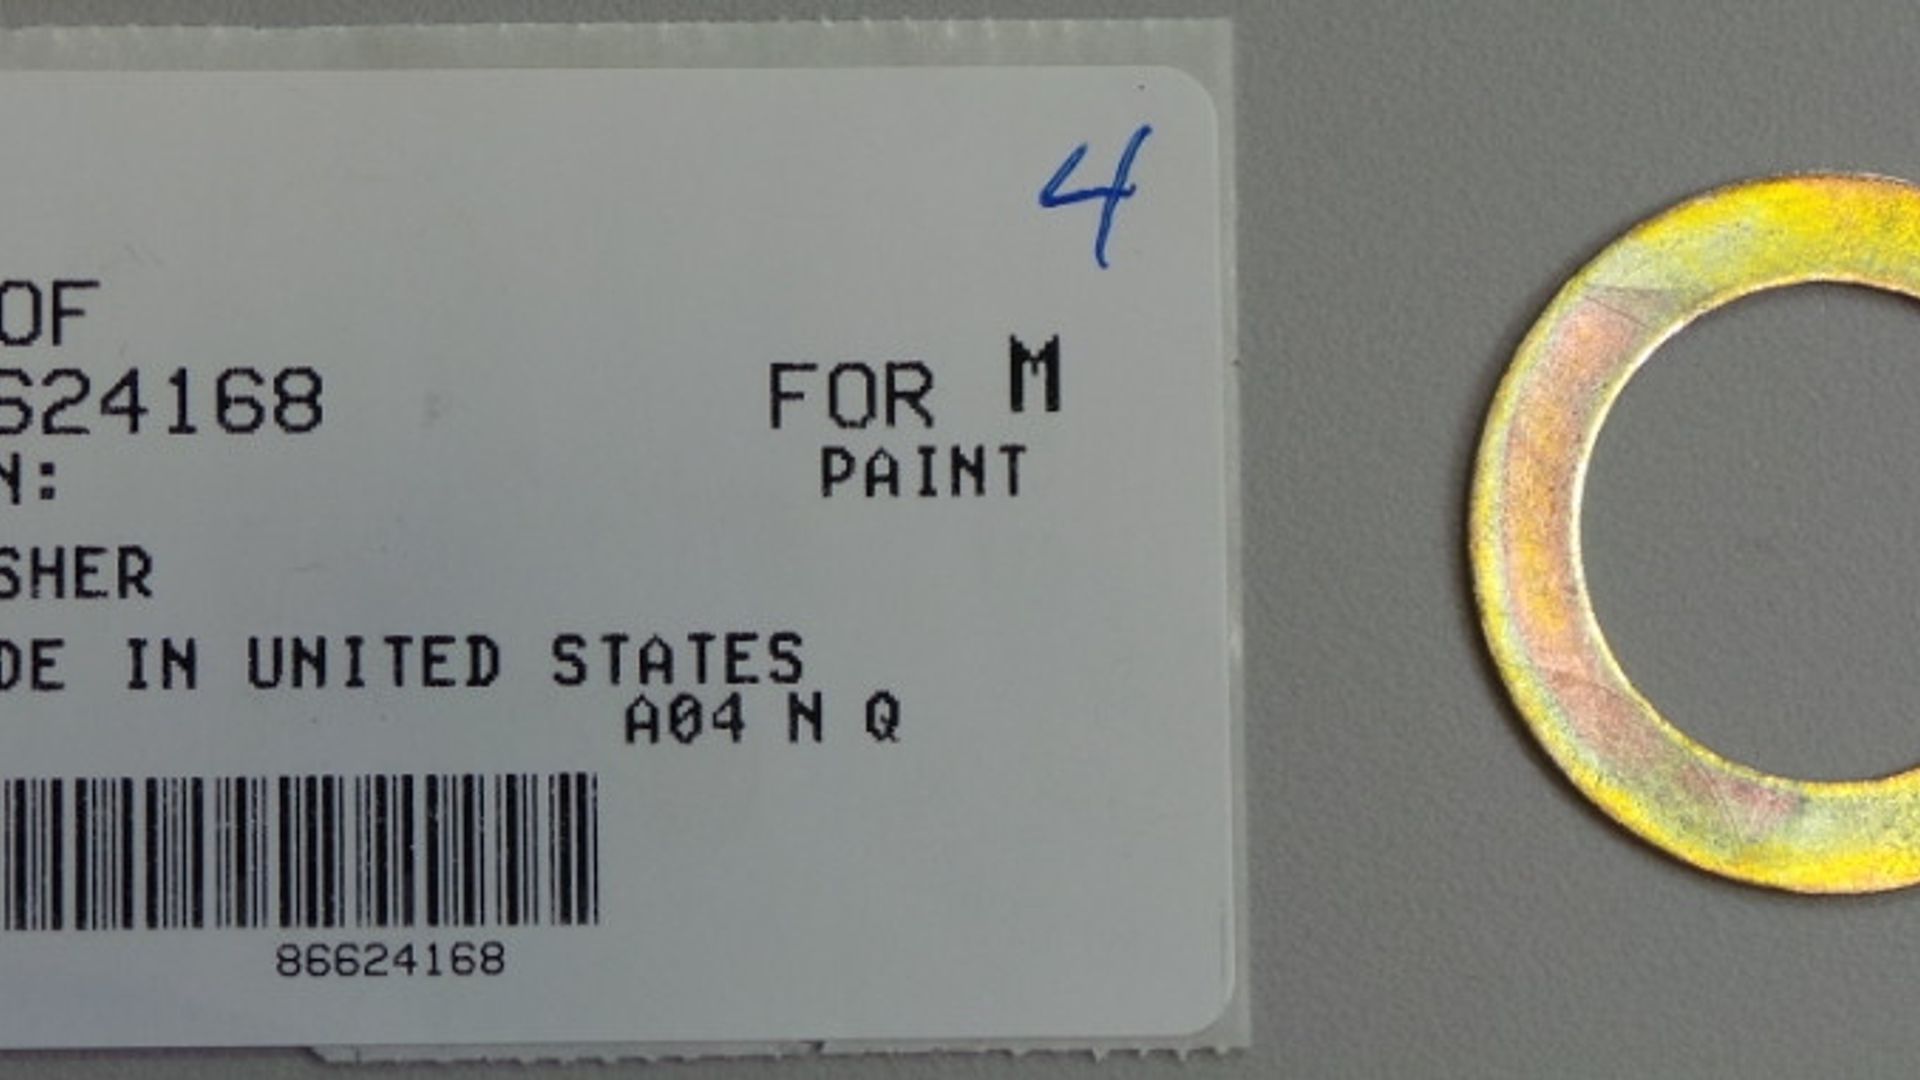 4
OF
624168
FOR M
N:
PAINT
SHER
DE IN UNITED STATES
A04 N Q
86624168